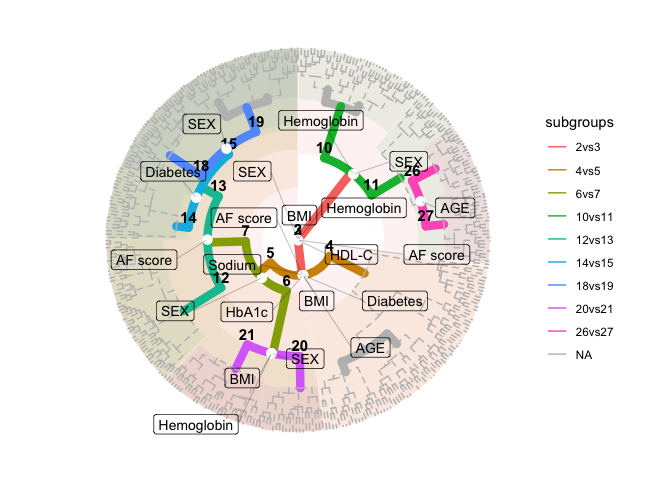 subgroups
2vs3
4vs5
6vs7
10vs11
12vs13
14vs15
18vs19
20vs21
26vs27
NA
Hemoglobin
SEX
19
15
10
SEX
26
Diabetes
18
SEX
13
11
14
AF score
BMI
Hemoglobin
AGE
27
7
AF score
Sodium
5
4
HDL-C
AF score
12
6
SEX
HbA1c
BMI
Diabetes
21
20
SEX
AGE
BMI
Hemoglobin